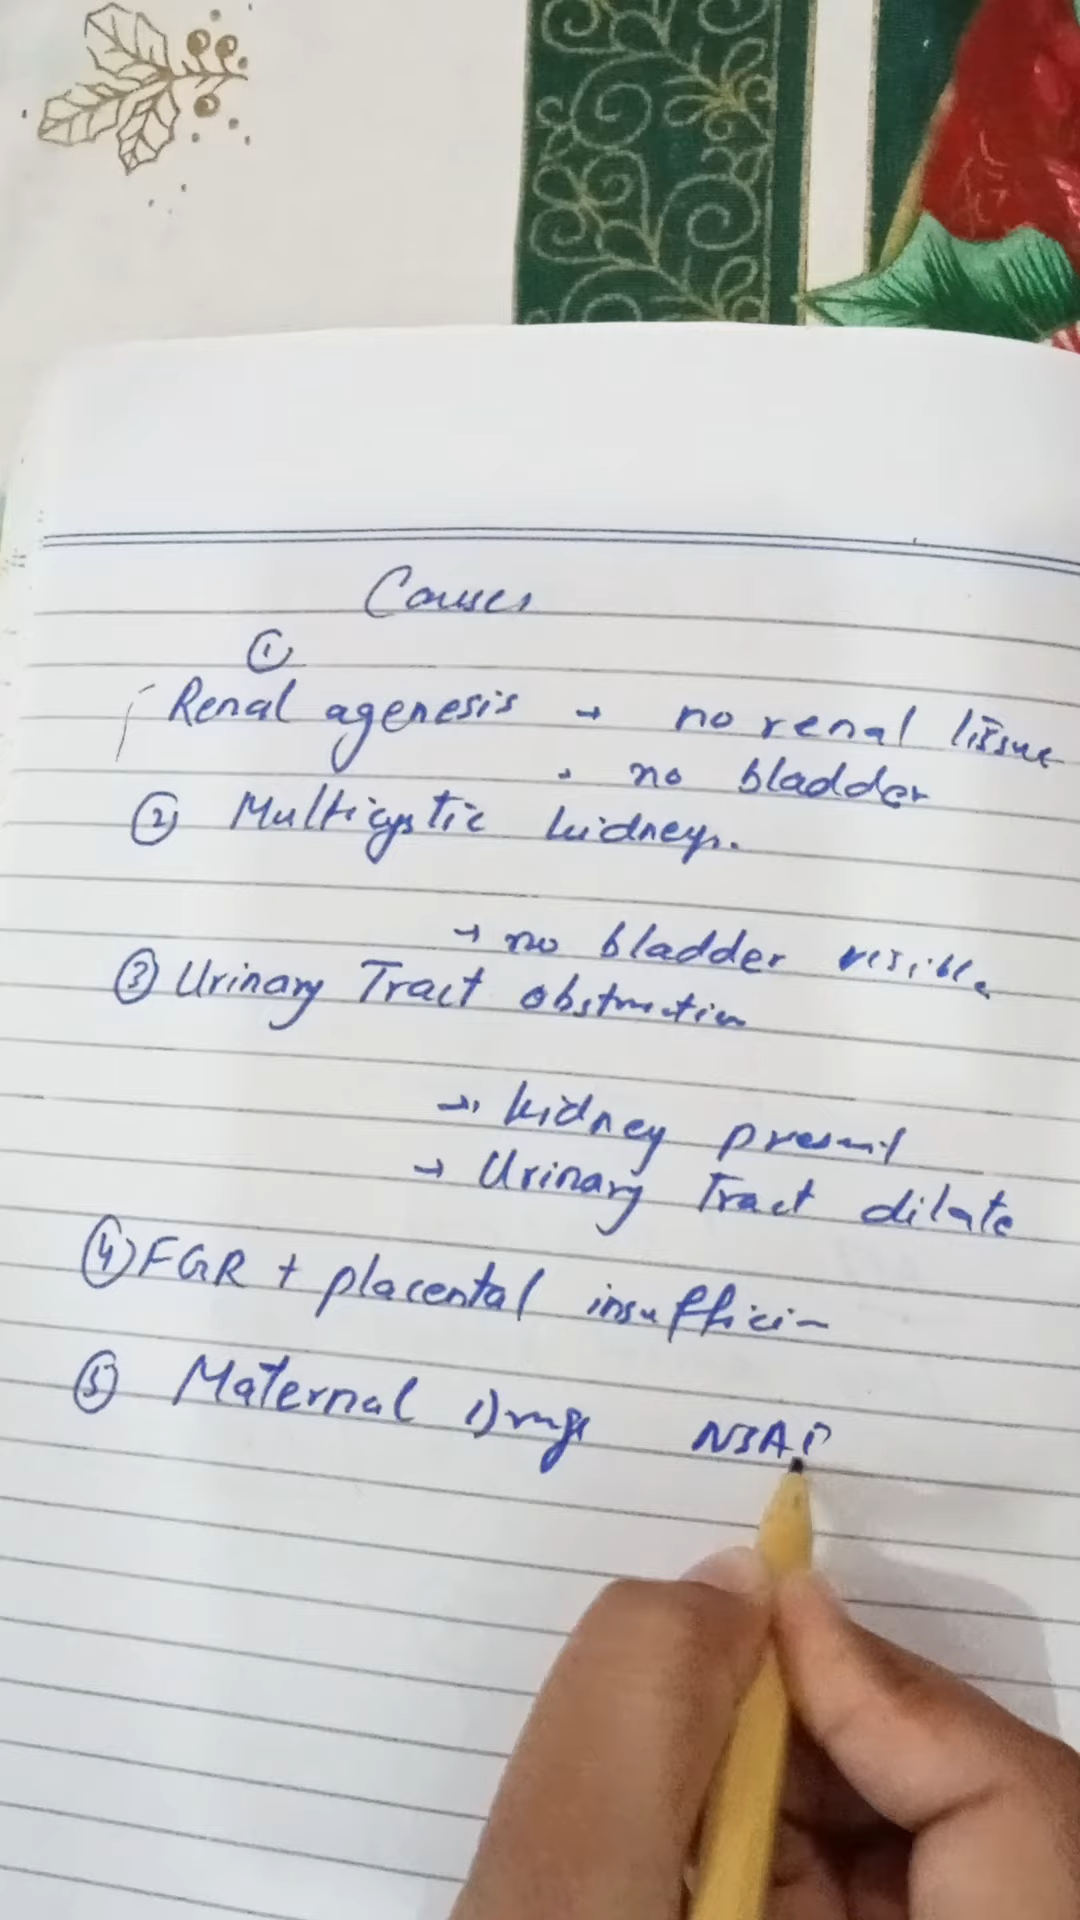 Causes
①
Renal agenesis → no renal tissue
· no bladder
② Multicystic kidneys.
→ no bladder visible
③ Urinary Tract obstruction
→ kidney present
→ Urinary Tract dilate
④ FGR + placental insufficien
⑤ Maternal Drugs NSAI